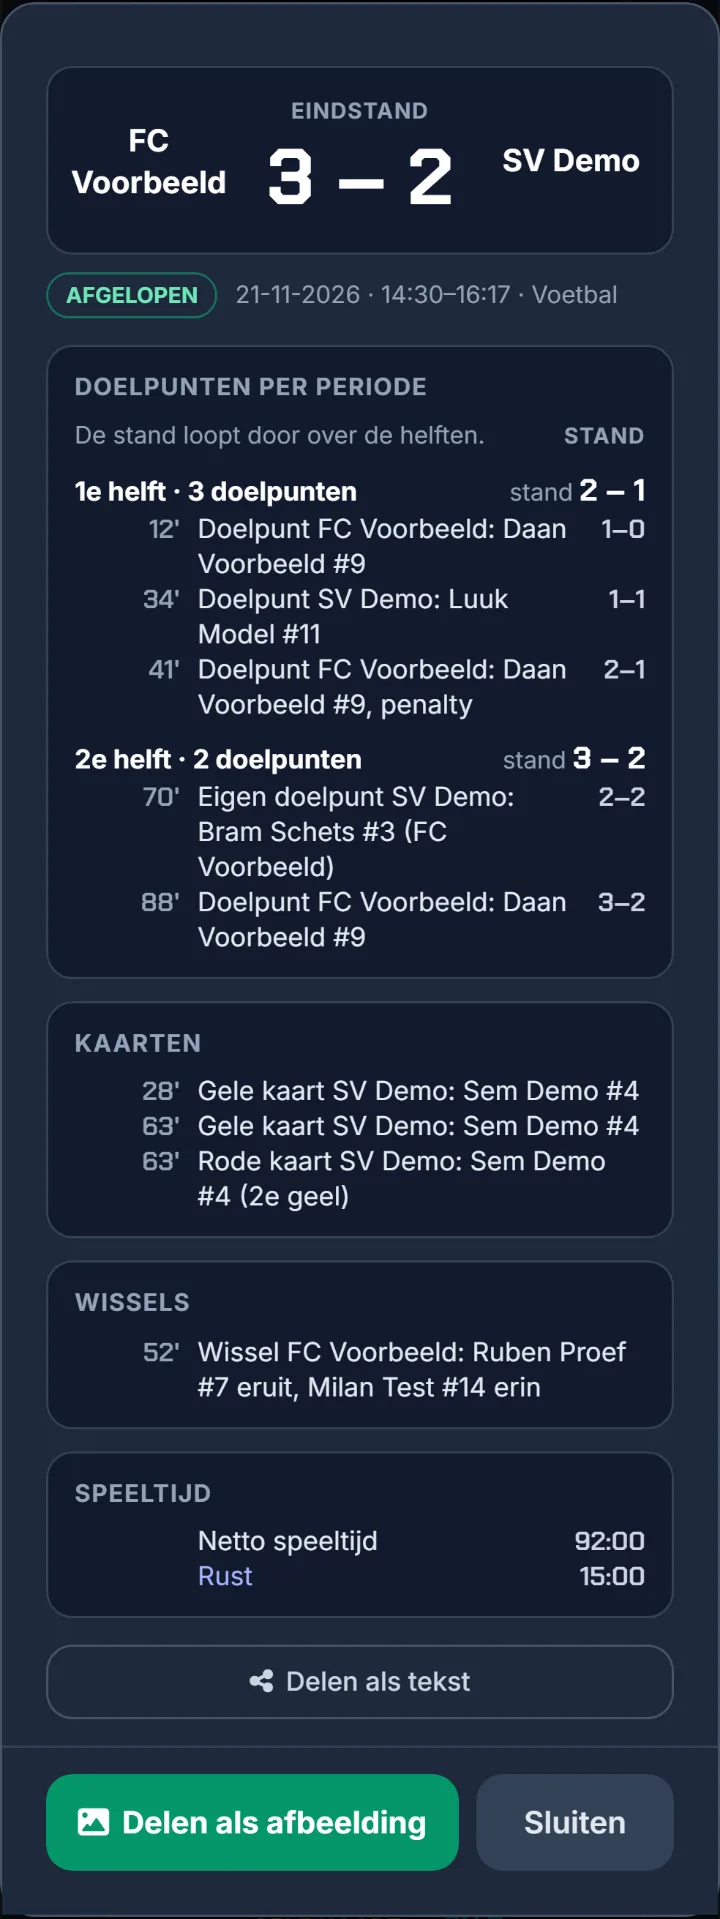 EINDSTAND
FC
Voorbeeld
3 – 2
SV Demo
AFGELOPEN
21-11-2026 · 14:30–16:17 · Voetbal
DOELPUNTEN PER PERIODE
De stand loopt door over de helften. STAND
1e helft · 3 doelpunten stand 2 – 1
12' Doelpunt FC Voorbeeld: Daan 1–0
Voorbeeld #9
34' Doelpunt SV Demo: Luuk 1–1
Model #11
41' Doelpunt FC Voorbeeld: Daan 2–1
Voorbeeld #9, penalty
2e helft · 2 doelpunten stand 3 – 2
70' Eigen doelpunt SV Demo: 2–2
Bram Schets #3 (FC
Voorbeeld)
88' Doelpunt FC Voorbeeld: Daan 3–2
Voorbeeld #9
KAARTEN
28' Gele kaart SV Demo: Sem Demo #4
63' Gele kaart SV Demo: Sem Demo #4
63' Rode kaart SV Demo: Sem Demo
#4 (2e geel)
WISSELS
52' Wissel FC Voorbeeld: Ruben Proef
#7 eruit, Milan Test #14 erin
SPEELTIJD
Netto speeltijd 92:00
Rust 15:00
Delen als tekst
Delen als afbeelding
Sluiten